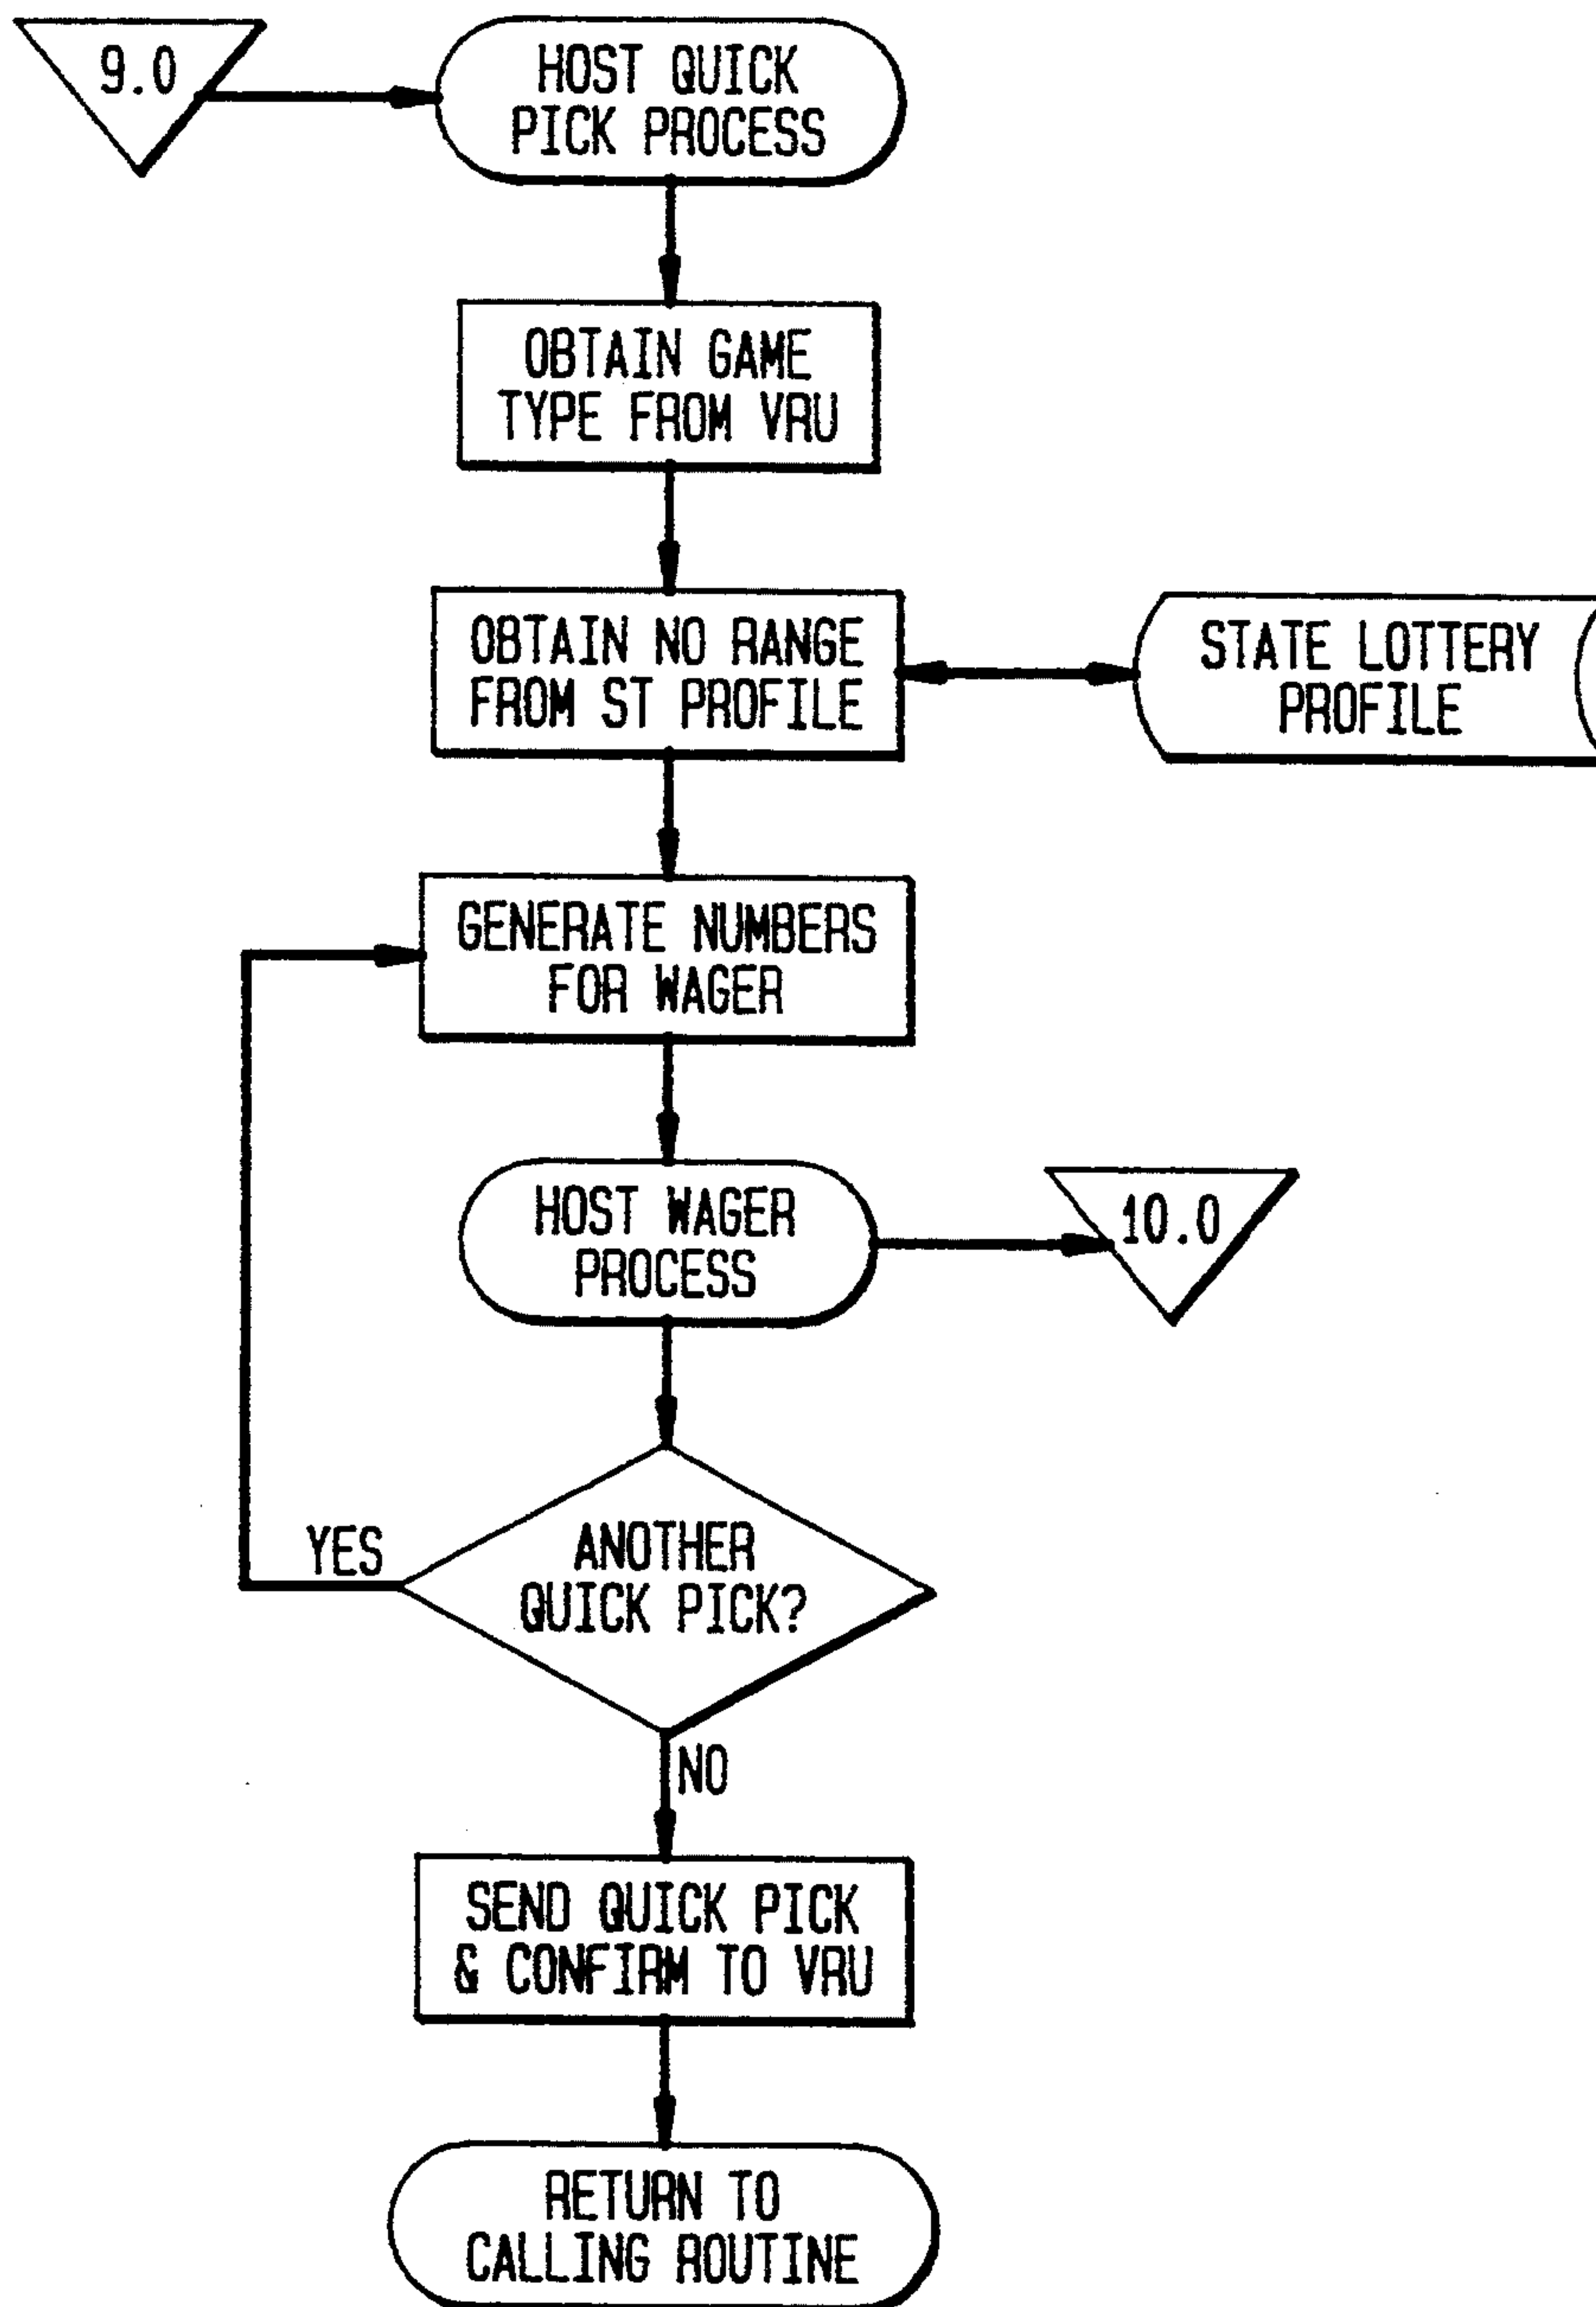 9.0
HOST QUICK
PICK PROCESS
OBTAIN GAME
TYPE FROM VRU
OBTAIN NO RANGE
FROM ST PROFILE
STATE LOTTERY
PROFILE
GENERATE NUMBERS
FOR WAGER
HOST WAGER
PROCESS
10.0
ANOTHER
QUICK PICK?
YES
NO
SEND QUICK PICK
& CONFIRM TO VRU
RETURN TO
CALLING ROUTINE